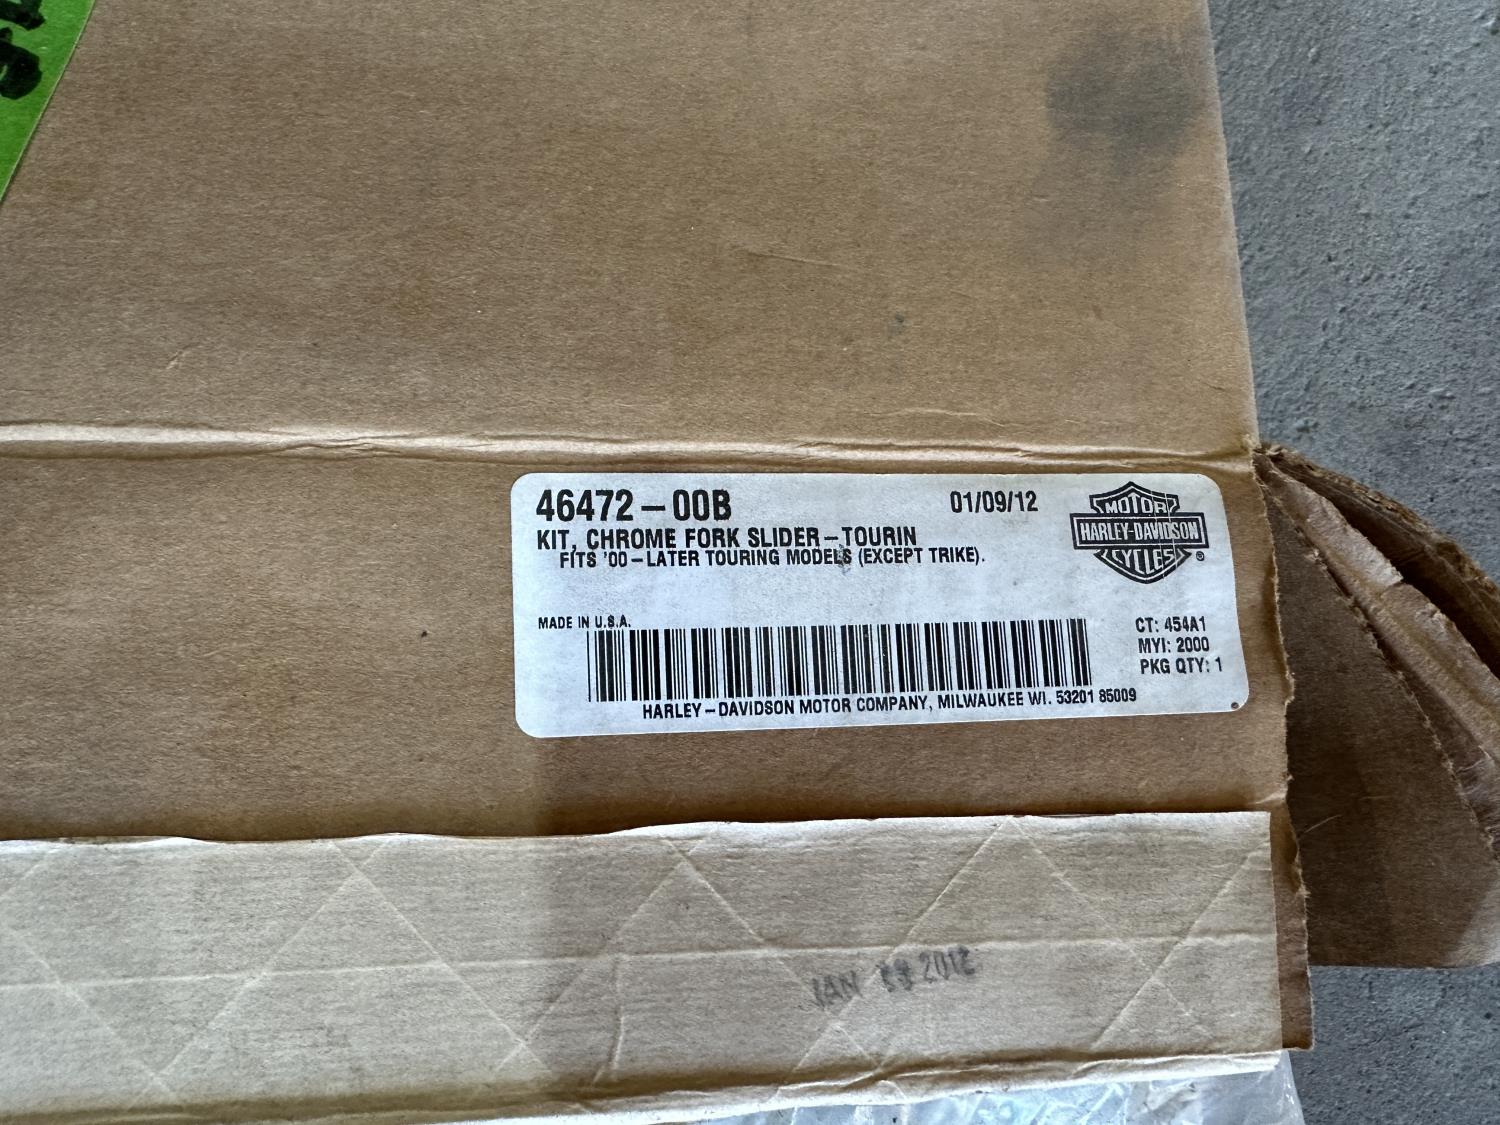 46472-00B
01/09/12
KIT, CHROME FORK SLIDER-TOURIN
FITS '00-LATER TOURING MODELS (EXCEPT TRIKE).
MOTOR
HARLEY-DAVIDSON
CYCLES®
MADE IN U.S.A.
CT: 454A1
MYI: 2000
PKG QTY: 1
HARLEY-DAVIDSON MOTOR COMPANY, MILWAUKEE WI. 53201 85009
JAN 2012